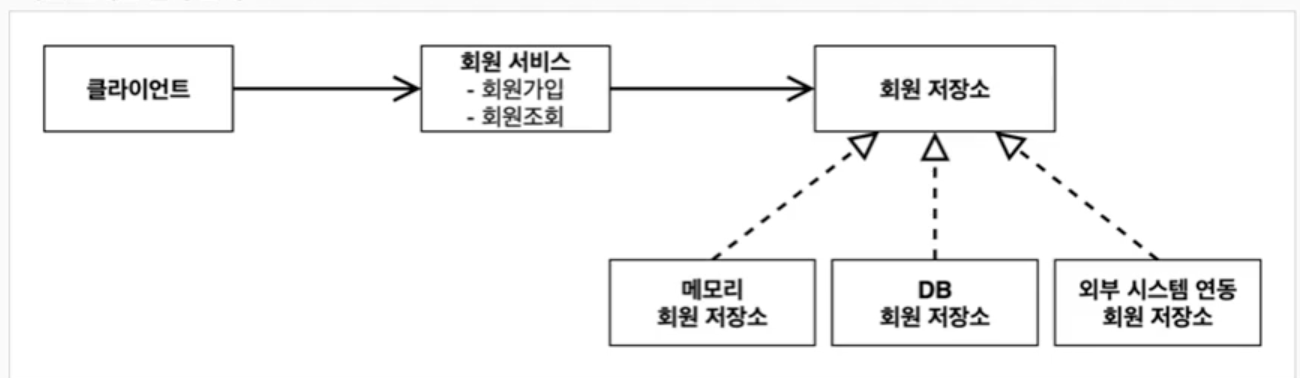 클라이언트
회원 서비스
- 회원가입
- 회원조회
회원 저장소
메모리
회원 저장소
DB
회원 저장소
외부 시스템 연동
회원 저장소